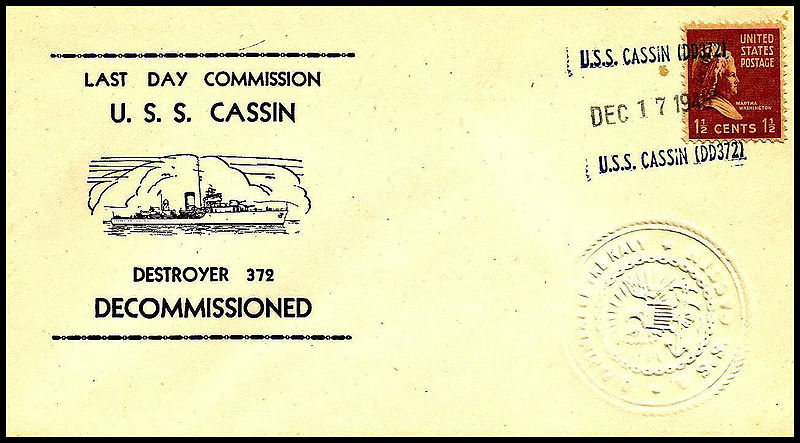 LAST DAY COMMISSION
U. S. S. CASSIN
DESTROYER 372
DECOMMISSIONED
U.S.S. CASSIN (DD372)
DEC 17
U.S.S. CASSIN (DD372)
UNITED
STATES
POSTAGE
MARTHA
WASHINGTON
1½ CENTS 1½
U.S.S.